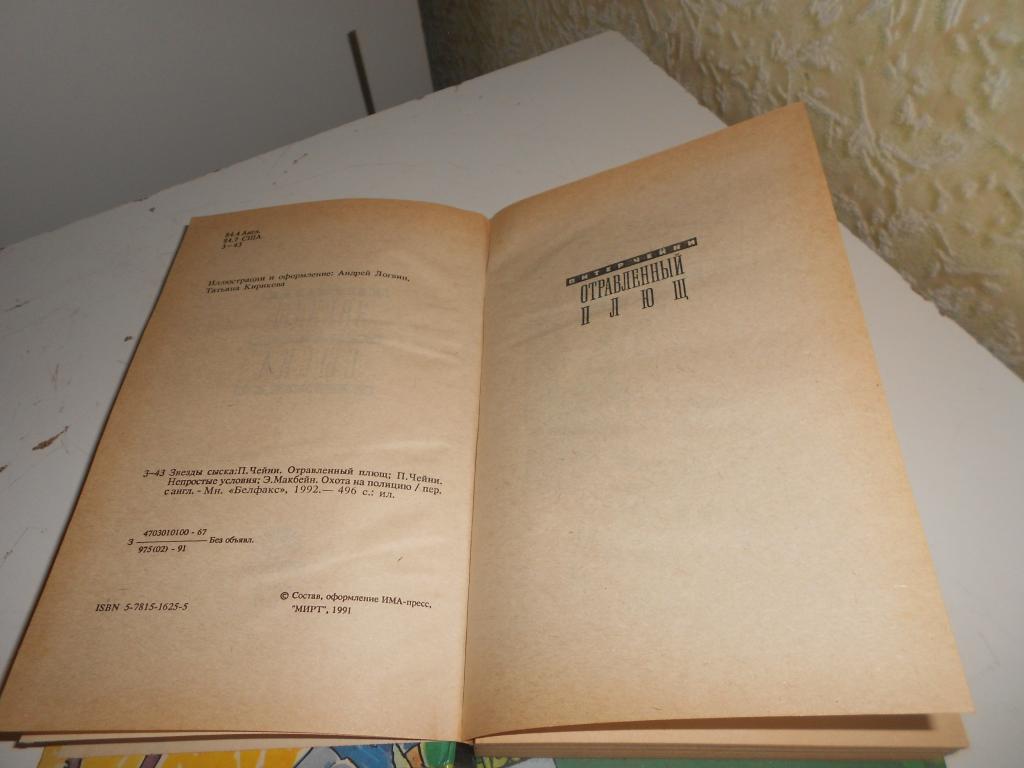 84.4 Англ.
84.7 США.
З—43
Иллюстрации и оформление: Андрей Логвин,
Татьяна Кирикова
З—43 Звезды сыска:П.Чейни. Отравленный плющ; П.Чейни.
Непростые условия; Э.Макбейн. Охота на полицию / пер.
с англ. - Мн. «Белфакс», 1992.— 496 с.: ил.
4703010100 - 67
З Без объявл.
975(02) - 91
ISBN 5-7815-1625-5
© Состав, оформление ИМА-пресс,
"МИРТ", 1991
ПИТЕР ЧЕЙНИ
ОТРАВЛЕННЫЙ
ПЛЮЩ